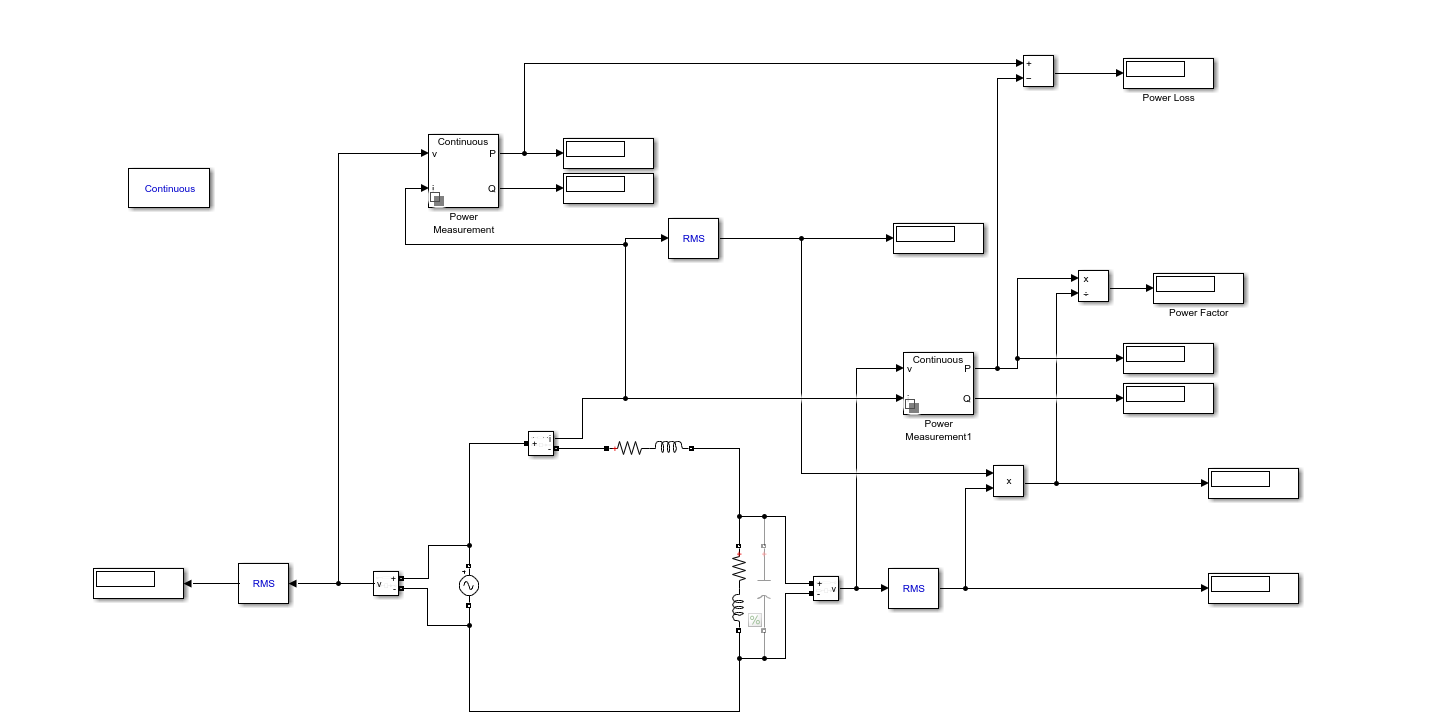 +
−
Power Loss
Continuous
v
P
i
Q
Power
Measurement
Continuous
RMS
x
÷
Power Factor
Continuous
v
P
Q
Power
Measurement1
i
+
-
x
RMS
v
+
-
+
%
+
-
v
RMS